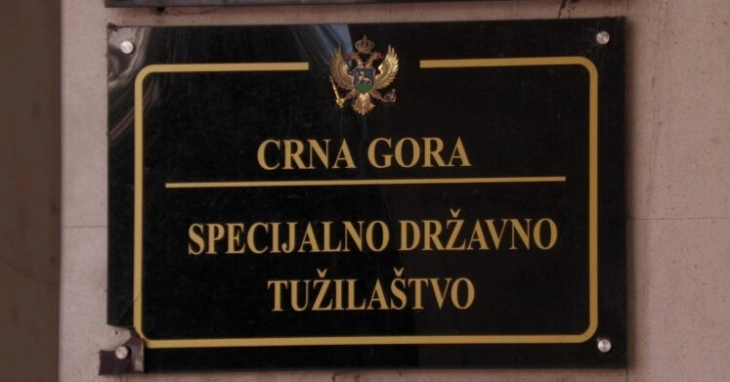 CRNA GORA
SPECIJALNO DRŽAVNO
TUŽILAŠTVO